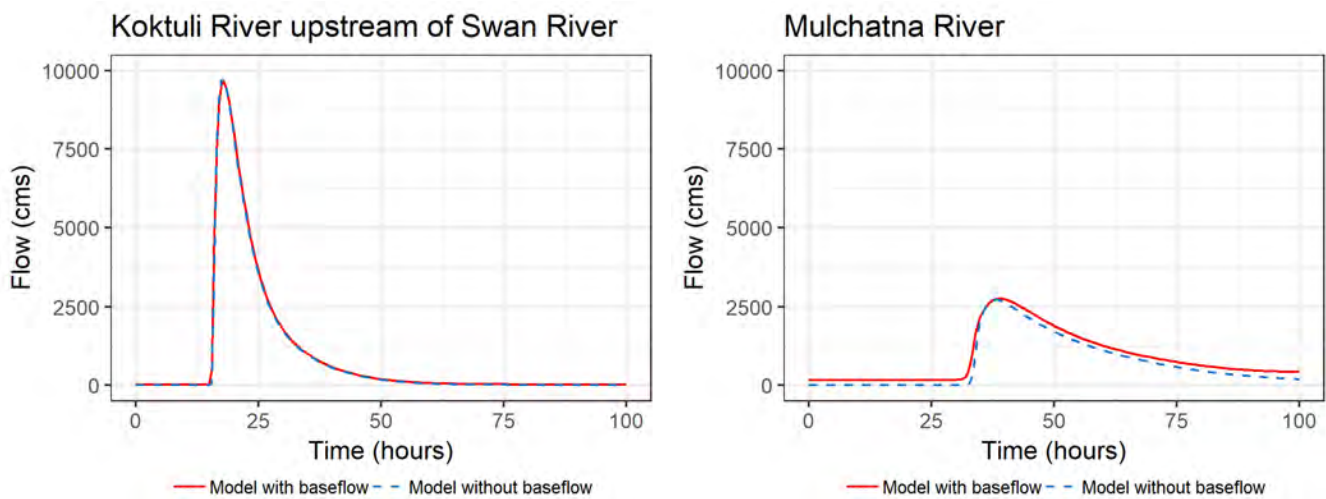 Koktuli River upstream of Swan River
10000
7500
5000
2500
0
Flow (cms)
0 25 50 75 100
Time (hours)
Model with baseflow Model without baseflow
Mulchatna River
10000
7500
5000
2500
0
Flow (cms)
0 25 50 75 100
Time (hours)
Model with baseflow Model without baseflow